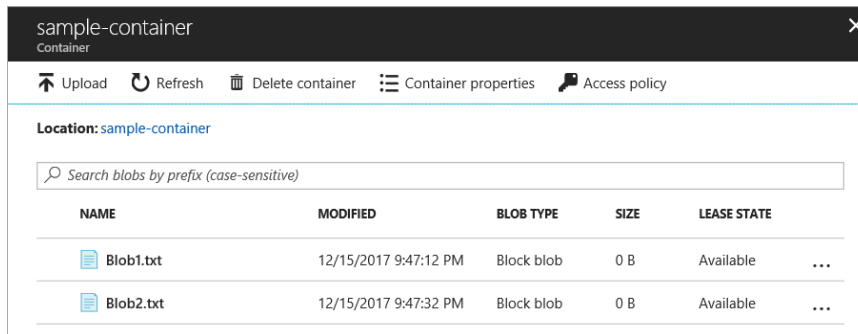 sample-container
Container
Upload Refresh Delete container Container properties Access policy
Location: sample-container
Search blobs by prefix (case-sensitive)
NAME MODIFIED BLOB TYPE SIZE LEASE STATE
Blob1.txt 12/15/2017 9:47:12 PM Block blob 0 B Available ...
Blob2.txt 12/15/2017 9:47:32 PM Block blob 0 B Available ...